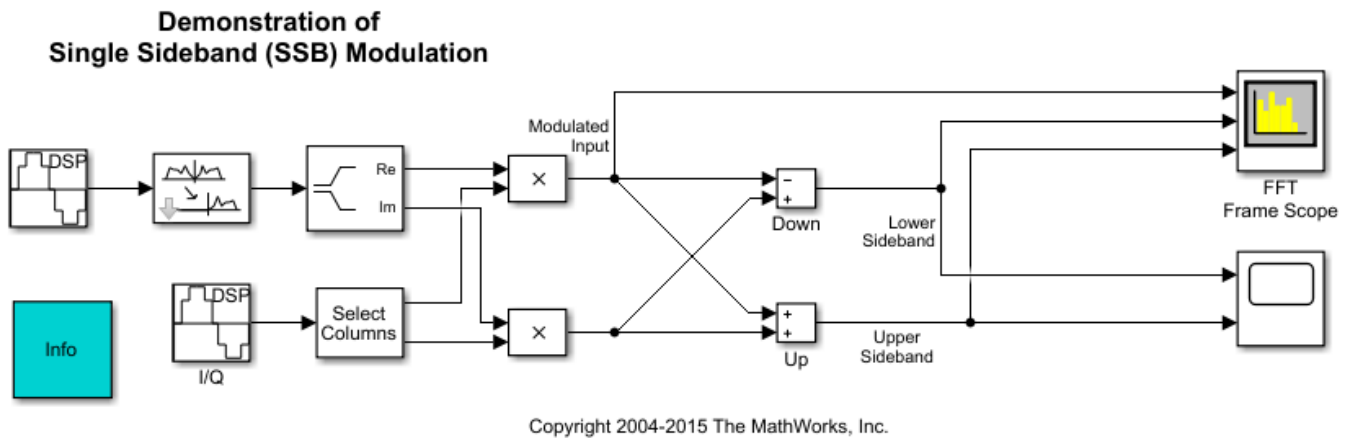 Demonstration of
Single Sideband (SSB) Modulation
DSP
Re
Im
×
Modulated
Input
−
+
Down
Lower
Sideband
FFT
Frame Scope
Info
DSP
I/Q
Select
Columns
×
+
+
Up
Upper
Sideband
Copyright 2004-2015 The MathWorks, Inc.